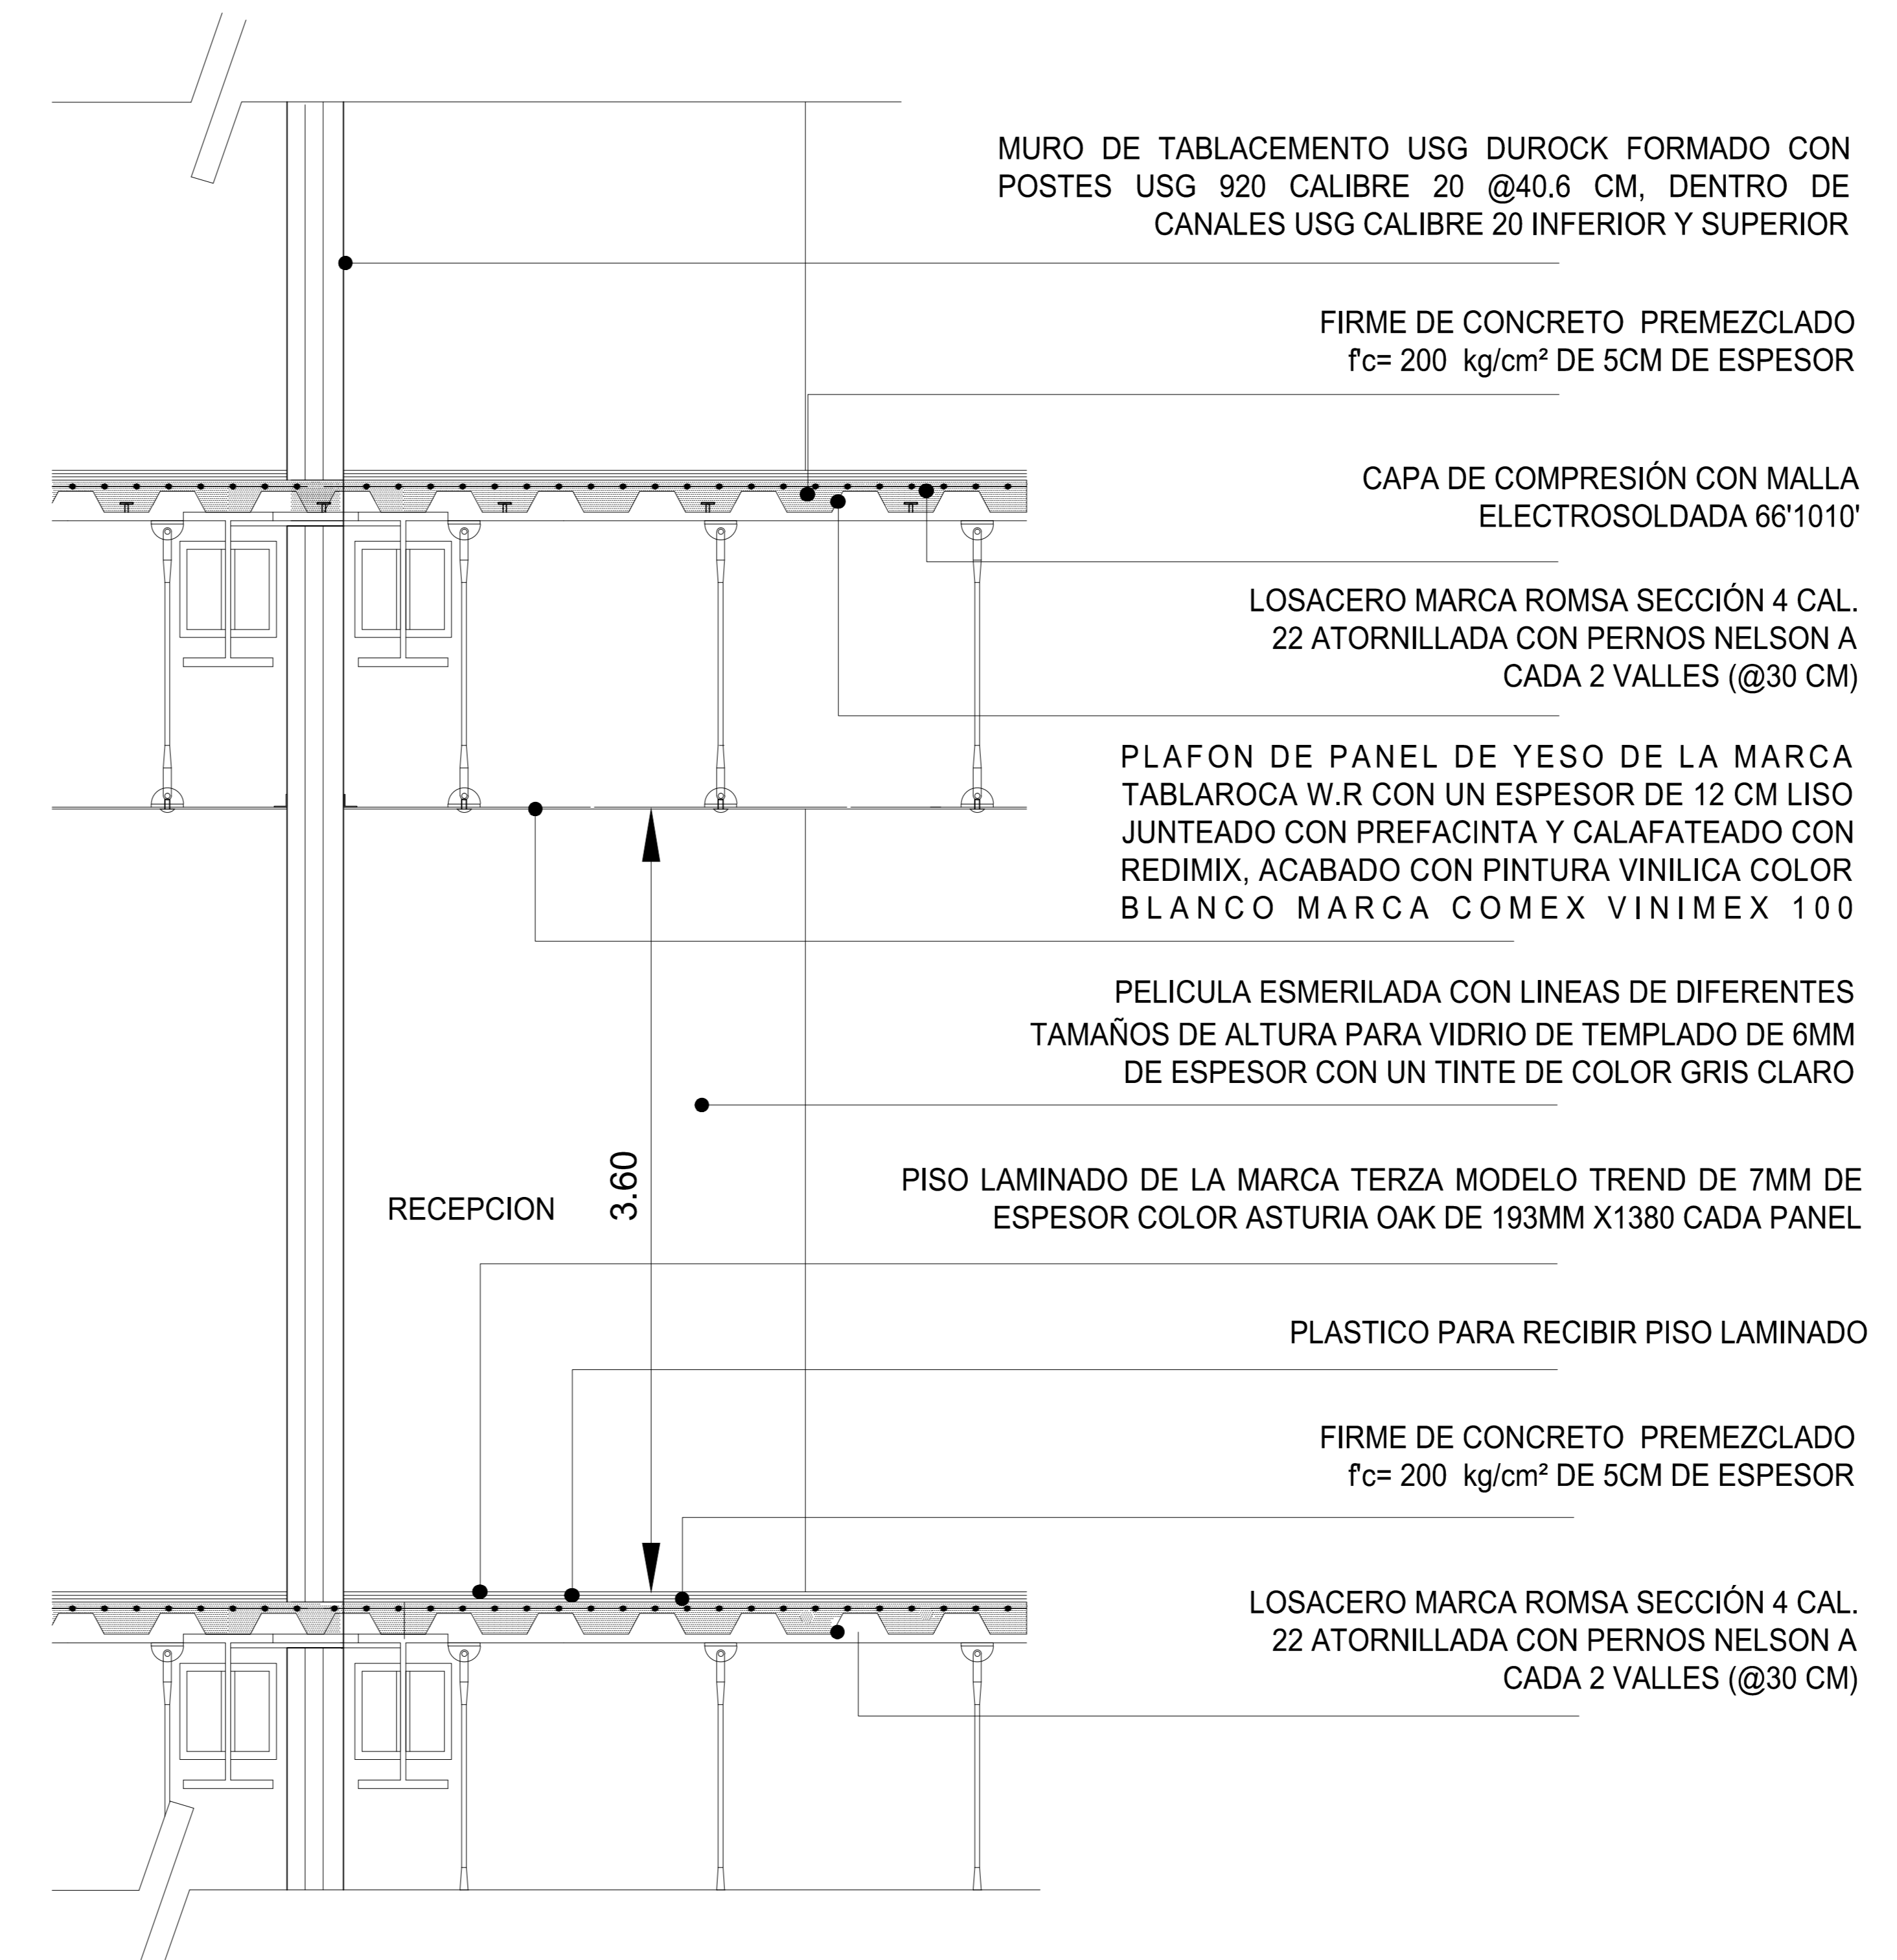 MURO DE TABLACEMENTO USG DUROCK FORMADO CON
POSTES USG 920 CALIBRE 20 @40.6 CM, DENTRO DE
CANALES USG CALIBRE 20 INFERIOR Y SUPERIOR
FIRME DE CONCRETO PREMEZCLADO
f'c= 200 kg/cm² DE 5CM DE ESPESOR
CAPA DE COMPRESIÓN CON MALLA
ELECTROSOLDADA 66'1010'
LOSACERO MARCA ROMSA SECCIÓN 4 CAL.
22 ATORNILLADA CON PERNOS NELSON A
CADA 2 VALLES (@30 CM)
PLAFON DE PANEL DE YESO DE LA MARCA
TABLAROCA W.R CON UN ESPESOR DE 12 CM LISO
JUNTEADO CON PREFACINTA Y CALAFATEADO CON
REDIMIX, ACABADO CON PINTURA VINILICA COLOR
BLANCO MARCA COMEX VINIMEX 100
PELICULA ESMERILADA CON LINEAS DE DIFERENTES
TAMAÑOS DE ALTURA PARA VIDRIO DE TEMPLADO DE 6MM
DE ESPESOR CON UN TINTE DE COLOR GRIS CLARO
RECEPCION
3.60
PISO LAMINADO DE LA MARCA TERZA MODELO TREND DE 7MM DE
ESPESOR COLOR ASTURIA OAK DE 193MM X1380 CADA PANEL
PLASTICO PARA RECIBIR PISO LAMINADO
FIRME DE CONCRETO PREMEZCLADO
f'c= 200 kg/cm² DE 5CM DE ESPESOR
LOSACERO MARCA ROMSA SECCIÓN 4 CAL.
22 ATORNILLADA CON PERNOS NELSON A
CADA 2 VALLES (@30 CM)